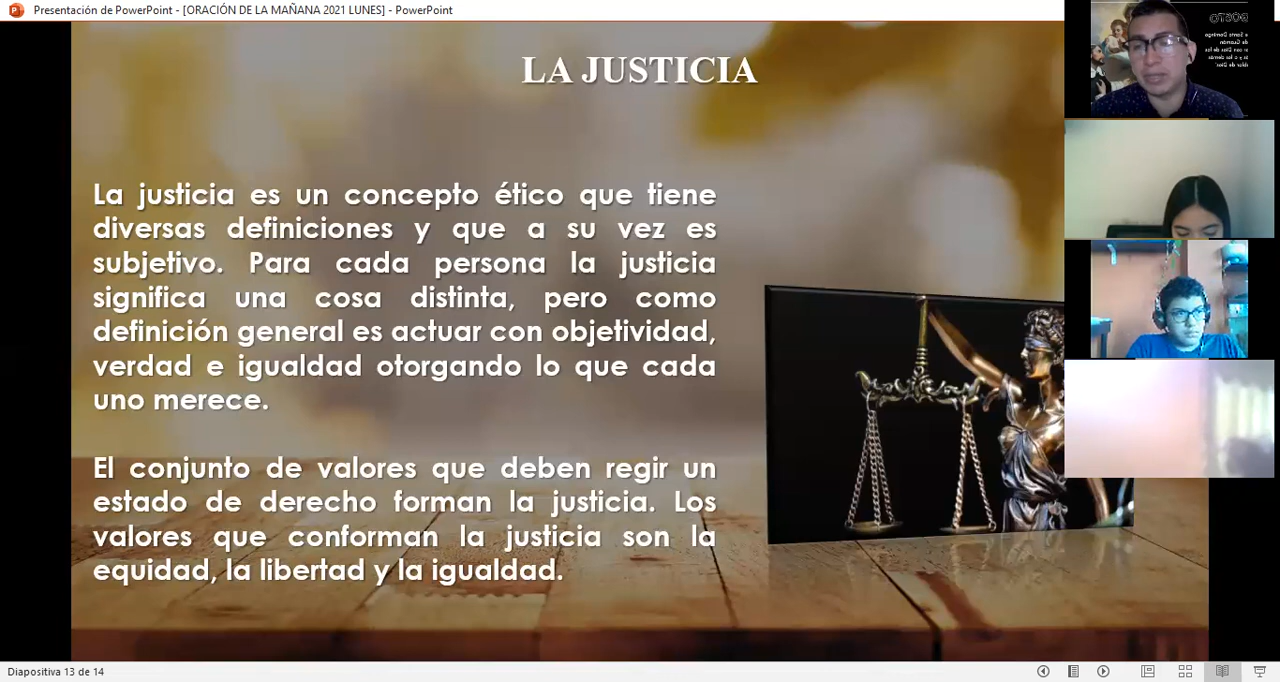 Presentación de PowerPoint - [ORACIÓN DE LA MAÑANA 2021 LUNES] - PowerPoint
LA JUSTICIA
La justicia es un concepto ético que tiene
diversas definiciones y que a su vez es
subjetivo. Para cada persona la justicia
significa una cosa distinta, pero como
definición general es actuar con objetividad,
verdad e igualdad otorgando lo que cada
uno merece.
El conjunto de valores que deben regir un
estado de derecho forman la justicia. Los
valores que conforman la justicia son la
equidad, la libertad y la igualdad.
Diapositiva 13 de 14